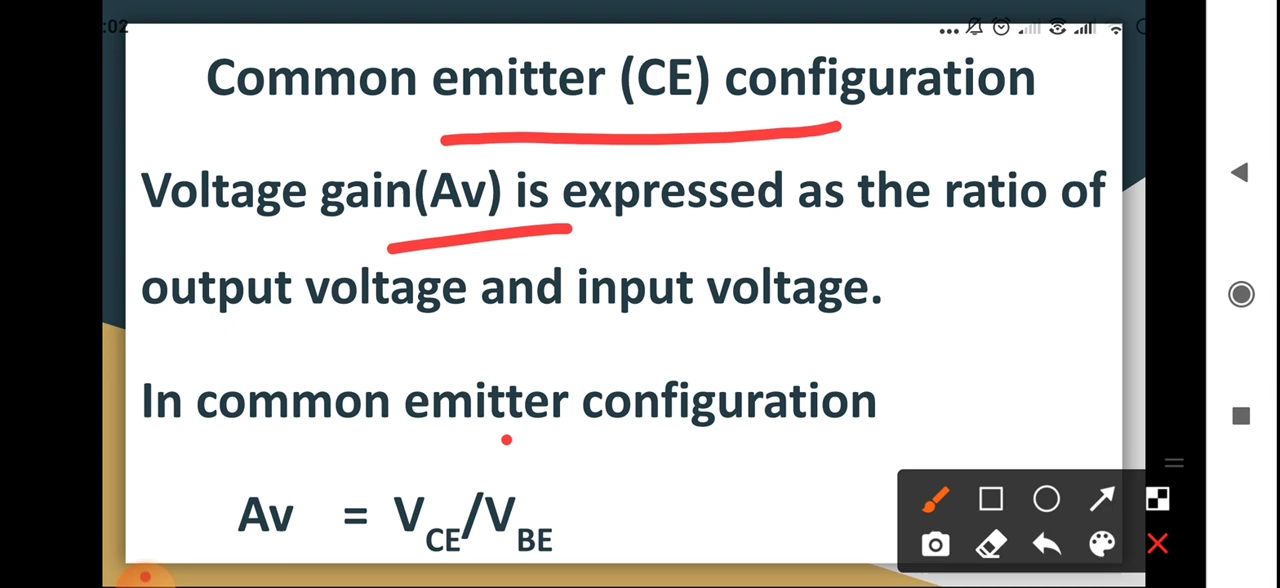 :02
Common emitter (CE) configuration
Voltage gain(Av) is expressed as the ratio of
output voltage and input voltage.
In common emitter configuration
Av = VCE/VBE